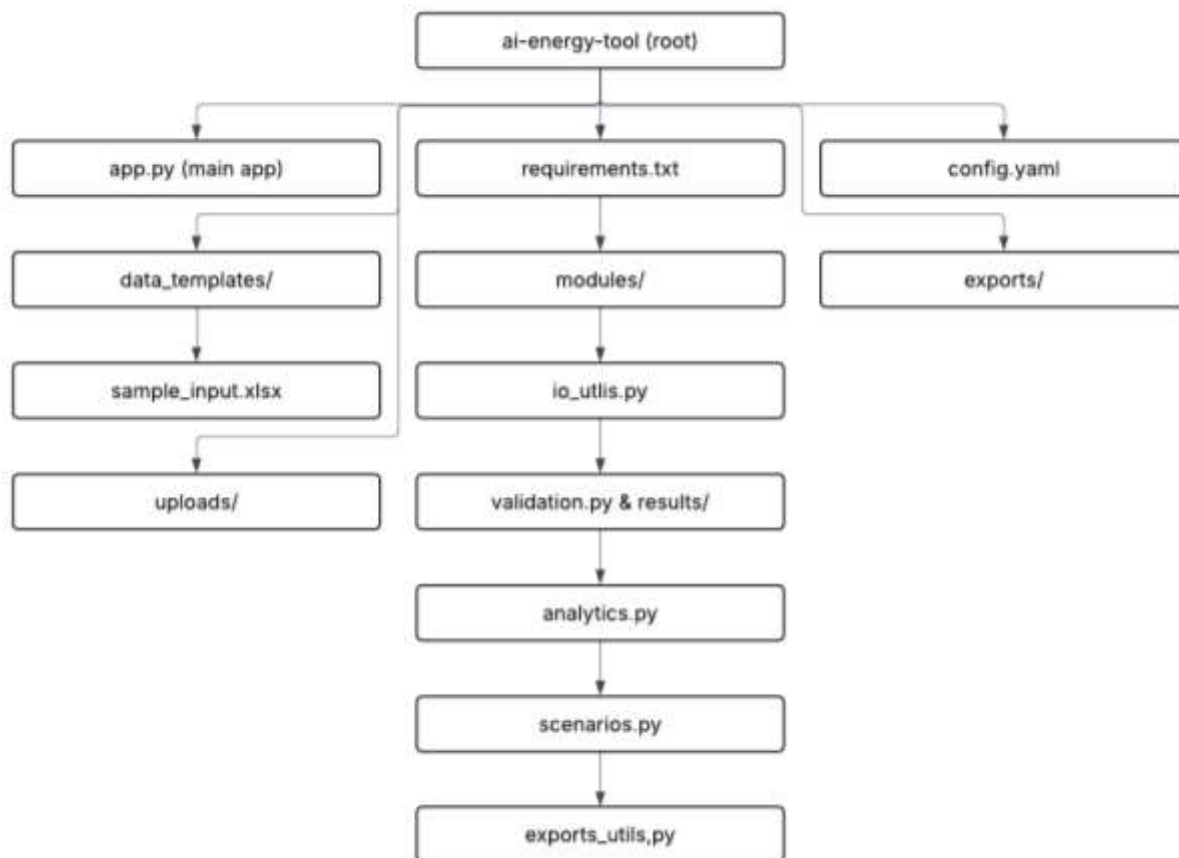 ai-energy-tool (root)
app.py (main app)
requirements.txt
config.yaml
data_templates/
modules/
exports/
sample_input.xlsx
io_utlis.py
uploads/
validation.py & results/
analytics.py
scenarios.py
exports_utils,py